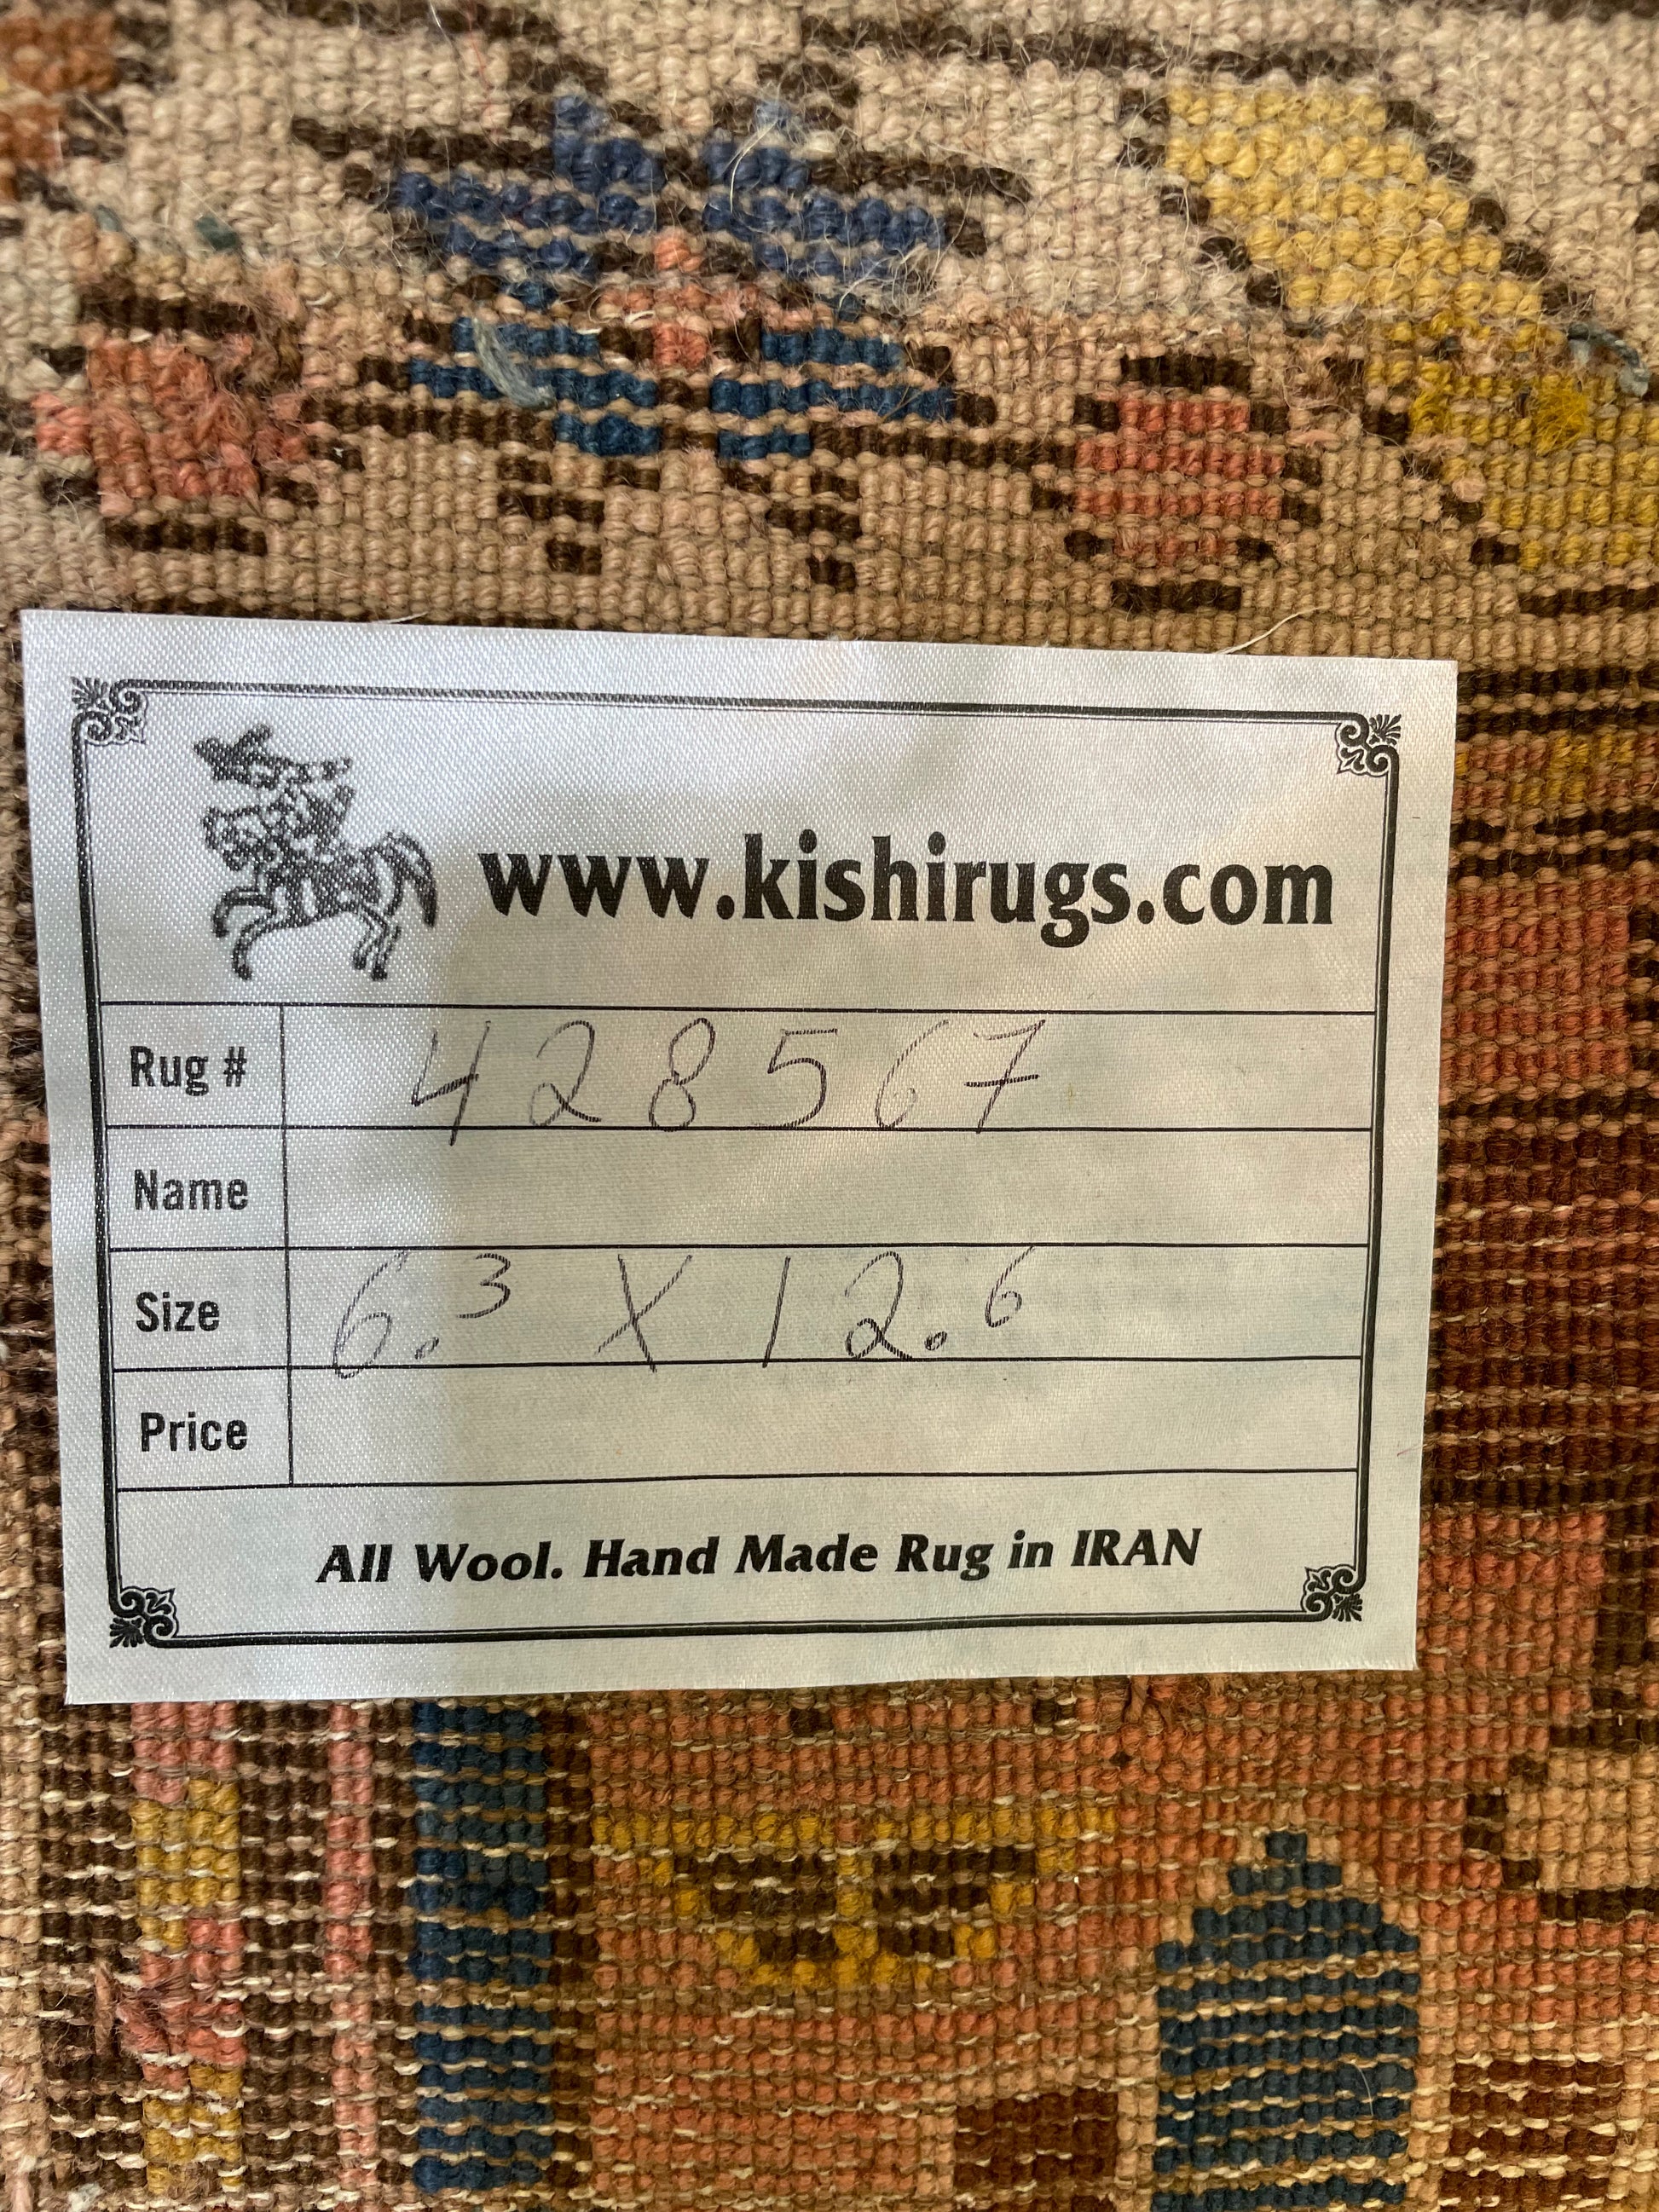 www.kishirugs.com
Rug # 428567
Name
Size 6.3 X 12.6
Price
All Wool. Hand Made Rug in IRAN